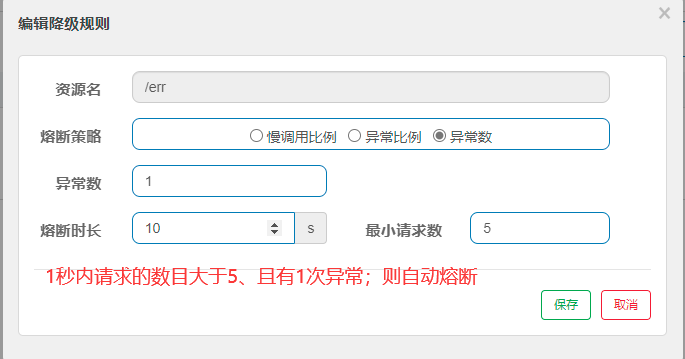 编辑降级规则
×
资源名 /err
熔断策略 慢调用比例 异常比例 异常数
异常数 1
熔断时长 10 s 最小请求数 5
1秒内请求的数目大于5、且有1次异常；则自动熔断
保存 取消